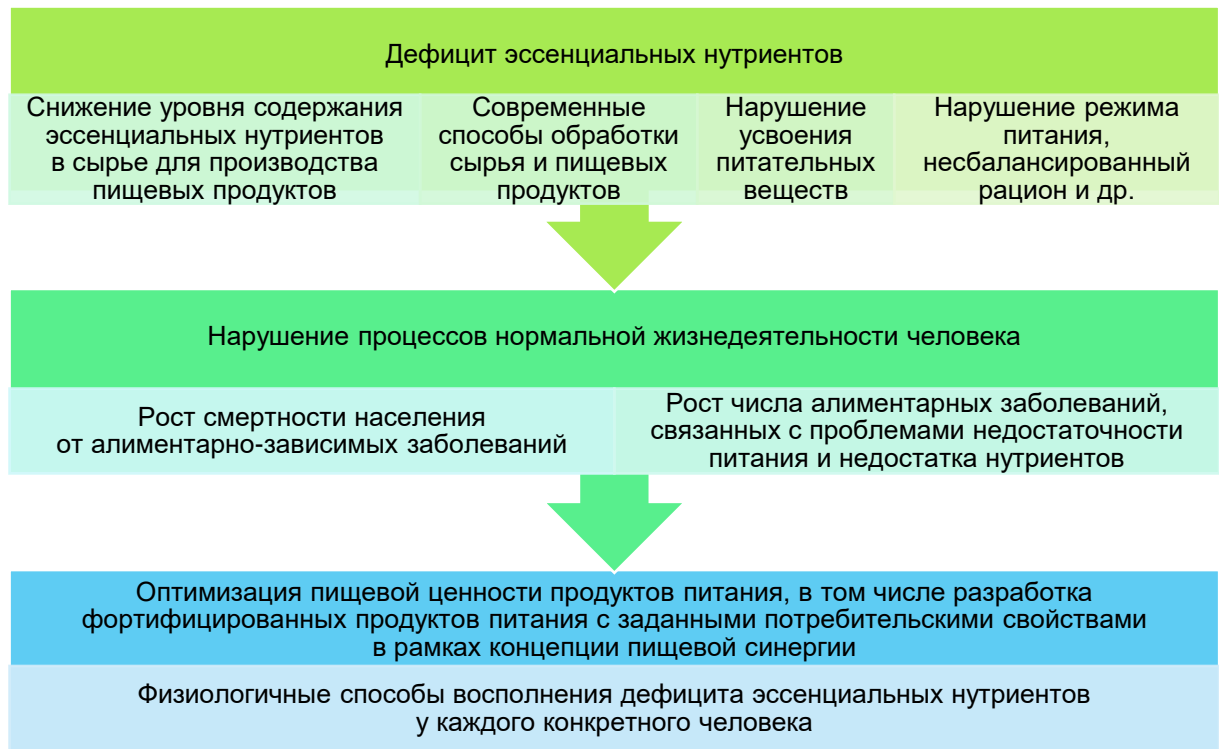 Дефицит эссенциальных нутриентов
Снижение уровня содержания
эссенциальных нутриентов
в сырье для производства
пищевых продуктов
Современные
способы обработки
сырья и пищевых
продуктов
Нарушение
усвоения
питательных
веществ
Нарушение режима
питания,
несбалансированный
рацион и др.
Нарушение процессов нормальной жизнедеятельности человека
Рост смертности населения
от алиментарно-зависимых заболеваний
Рост числа алиментарных заболеваний,
связанных с проблемами недостаточности
питания и недостатка нутриентов
Оптимизация пищевой ценности продуктов питания, в том числе разработка
фортифицированных продуктов питания с заданными потребительскими свойствами
в рамках концепции пищевой синергии
Физиологичные способы восполнения дефицита эссенциальных нутриентов
у каждого конкретного человека